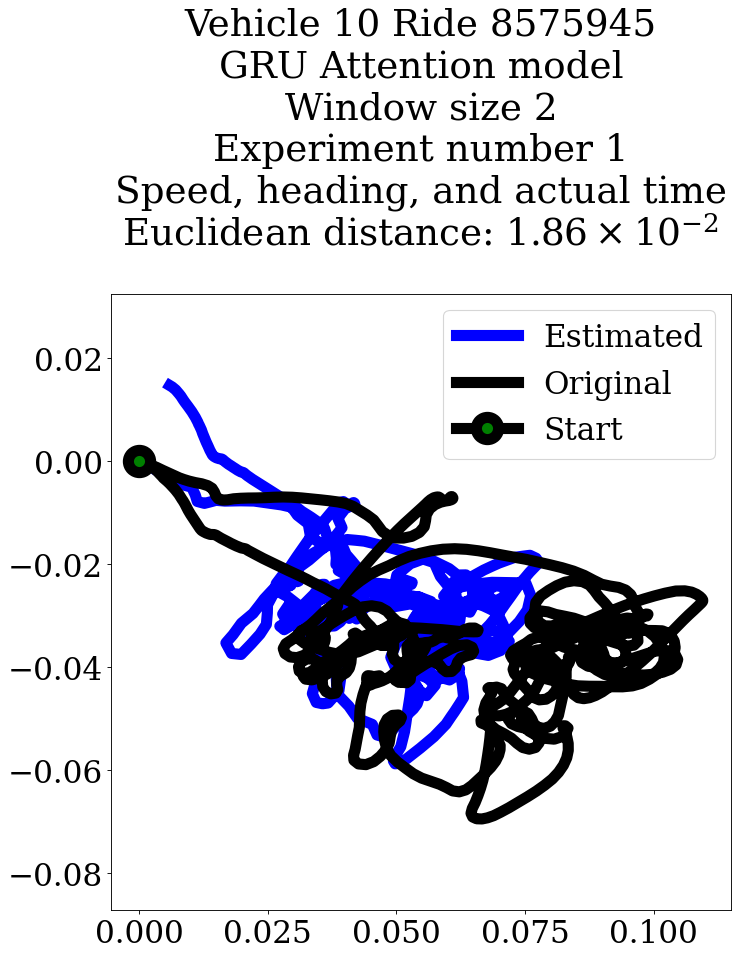 Vehicle 10 Ride 8575945
GRU Attention model
Window size 2
Experiment number 1
Speed, heading, and actual time
Euclidean distance: 1.86 × 10⁻²
Estimated
Original
Start
0.02
0.00
−0.02
−0.04
−0.06
−0.08
0.000 0.025 0.050 0.075 0.100